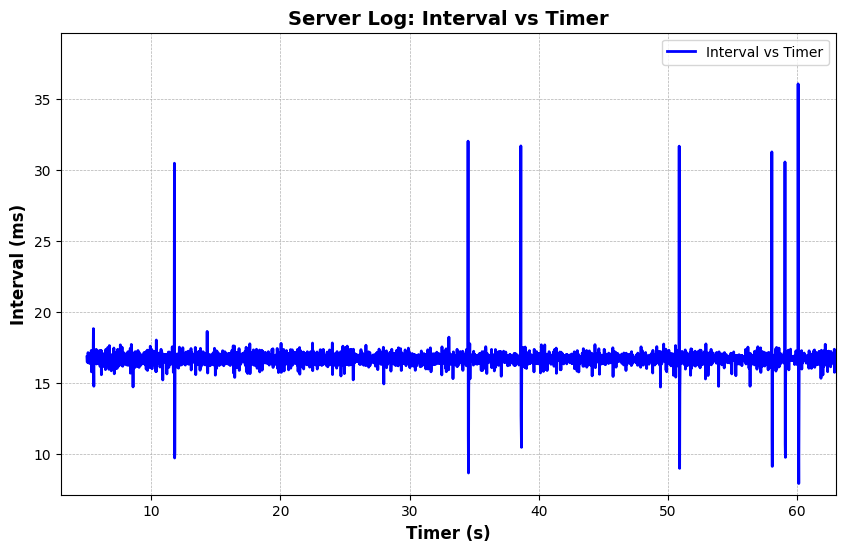 Server Log: Interval vs Timer
Interval vs Timer
35
30
25
20
15
10
Interval (ms)
10 20 30 40 50 60
Timer (s)